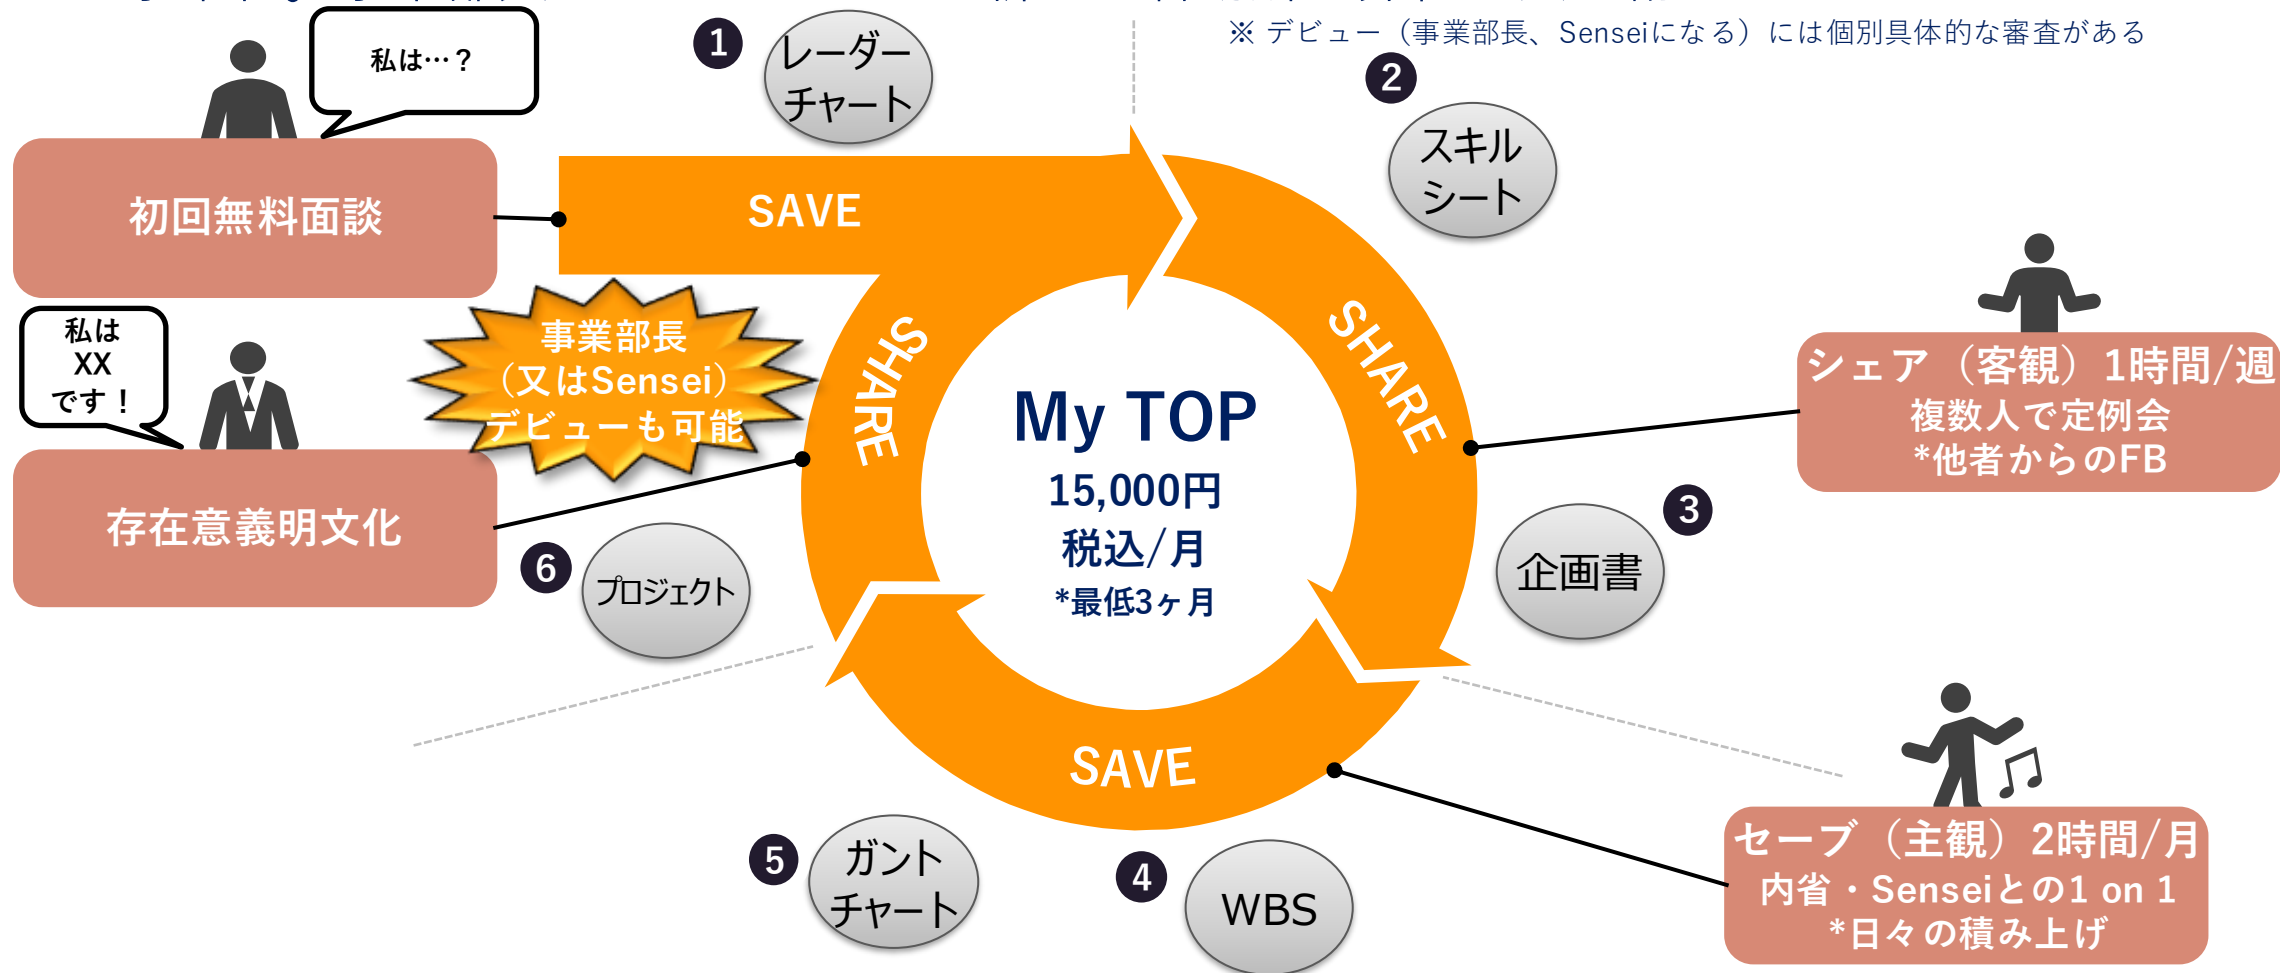 ※ デビュー（事業部長、Senseiになる）には個別具体的な審査がある
私は…？
初回無料面談
1
レーダー
チャート
2
スキル
シート
SAVE
SHARE
私は
XX
です！
存在意義明文化
事業部長
（又はSensei）
デビューも可能
SHARE
My TOP
15,000円
税込/月
*最低3ヶ月
シェア（客観）1時間/週
複数人で定例会
*他者からのFB
3
企画書
6
プロジェクト
SAVE
5
ガント
チャート
4
WBS
セーブ（主観）2時間/月
内省・Senseiとの1 on 1
*日々の積み上げ